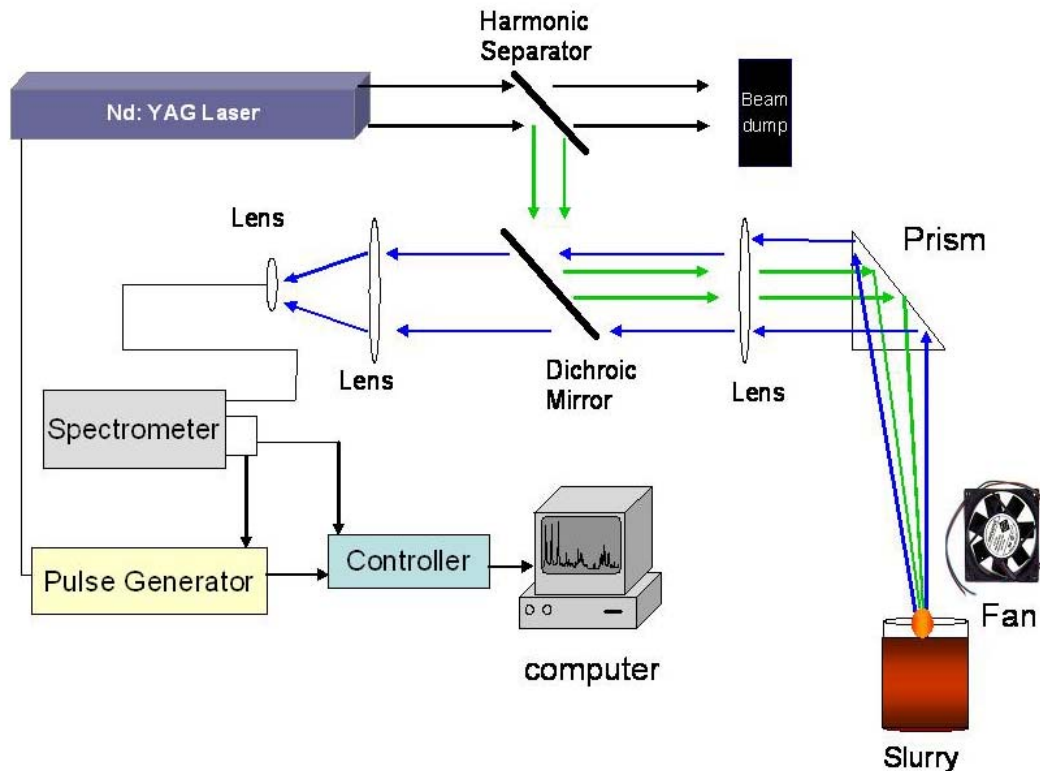 Harmonic
Separator
Nd: YAG Laser
Beam
dump
Lens
Prism
Lens
Dichroic
Mirror
Lens
Spectrometer
Pulse Generator
Controller
computer
Fan
Slurry